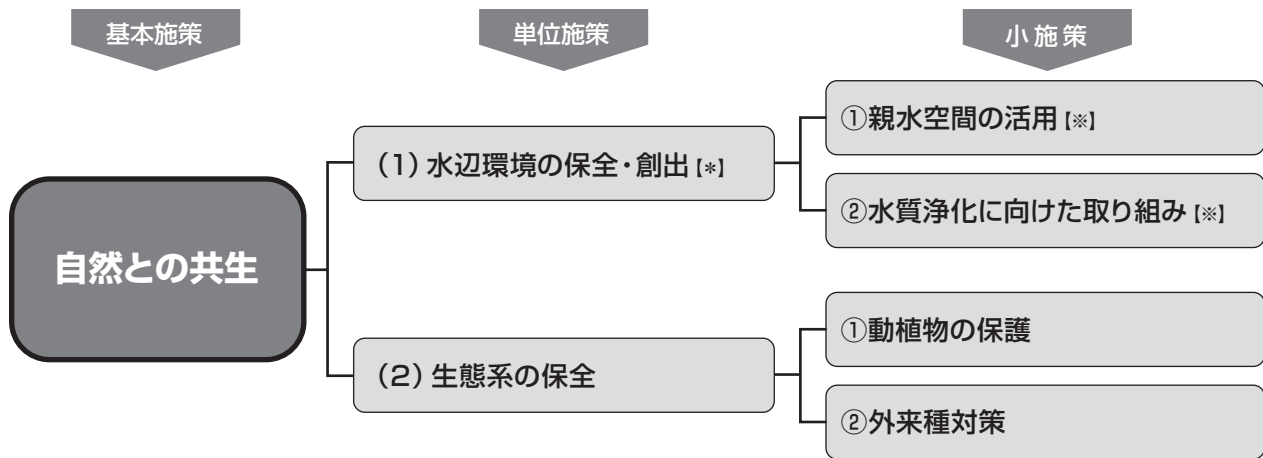 基本施策
単位施策
小施策
自然との共生
(1)水辺環境の保全・創出【*】
①親水空間の活用【※】
②水質浄化に向けた取り組み【※】
(2)生態系の保全
①動植物の保護
②外来種対策